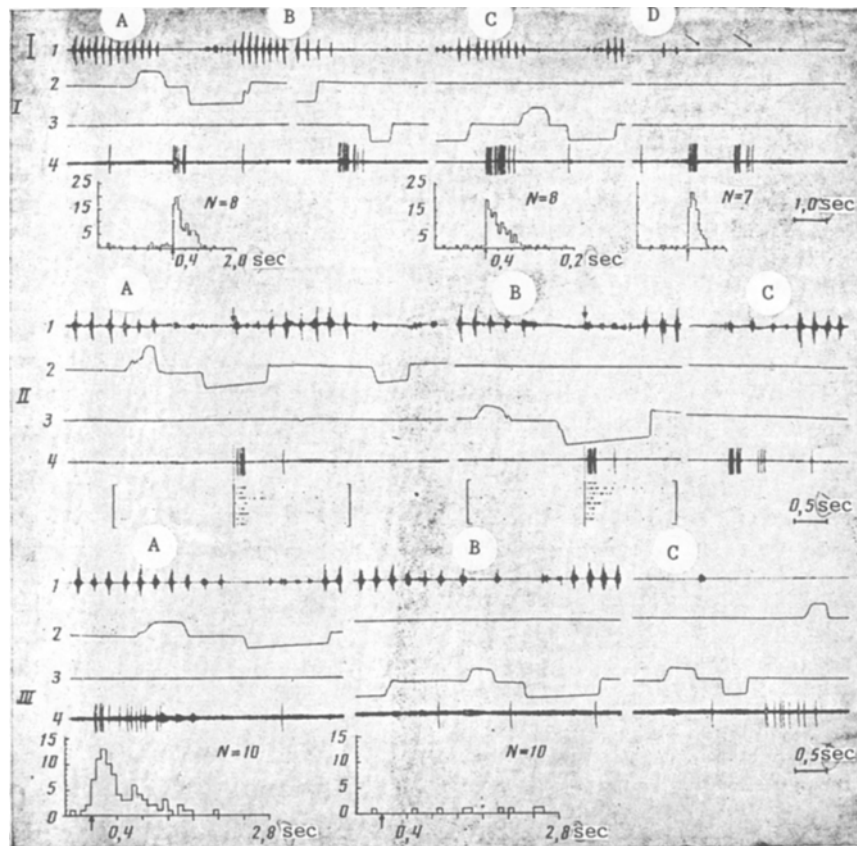 A B C D
I 1
2
I 3
4
25 25
15 N=8 15 N=8 N=7
5 5 1,0 sec
0,4 2,0 sec 0,4 0,2 sec
A B C
1
2
II 3
4
0,5 sec
A B C
1
2
3
III 4
15 N=10 15 N=10
10 10 0,5 sec
5 5
0 0
0,4 2,8 sec 0,4 2,8 sec